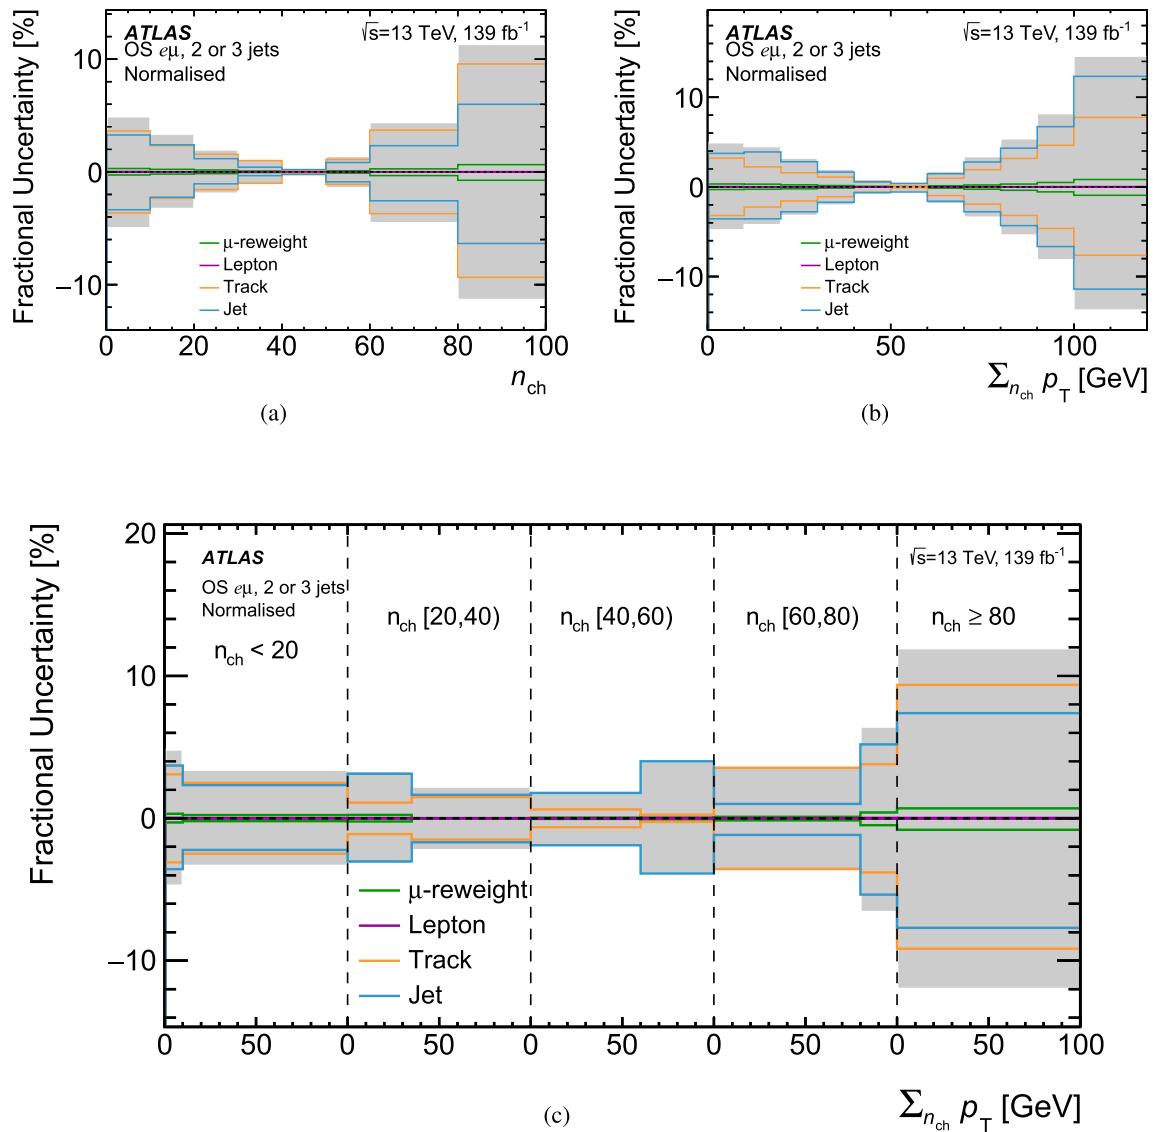 Fractional Uncertainty [%]
ATLAS
√s=13 TeV, 139 fb⁻¹
OS eμ, 2 or 3 jets
Normalised
10
0
−10
μ-reweight
Lepton
Track
Jet
0 20 40 60 80 100
n_ch
(a)
Fractional Uncertainty [%]
ATLAS
√s=13 TeV, 139 fb⁻¹
OS eμ, 2 or 3 jets
Normalised
10
0
−10
μ-reweight
Lepton
Track
Jet
0 50 100
Σ_{n_ch} p_T [GeV]
(b)
Fractional Uncertainty [%]
20
10
0
−10
ATLAS
√s=13 TeV, 139 fb⁻¹
OS eμ, 2 or 3 jets
Normalised
n_ch < 20
n_ch [20,40)
n_ch [40,60)
n_ch [60,80)
n_ch ≥ 80
μ-reweight
Lepton
Track
Jet
0 50 0 50 0 50 0 50 0 50 100
Σ_{n_ch} p_T [GeV]
(c)